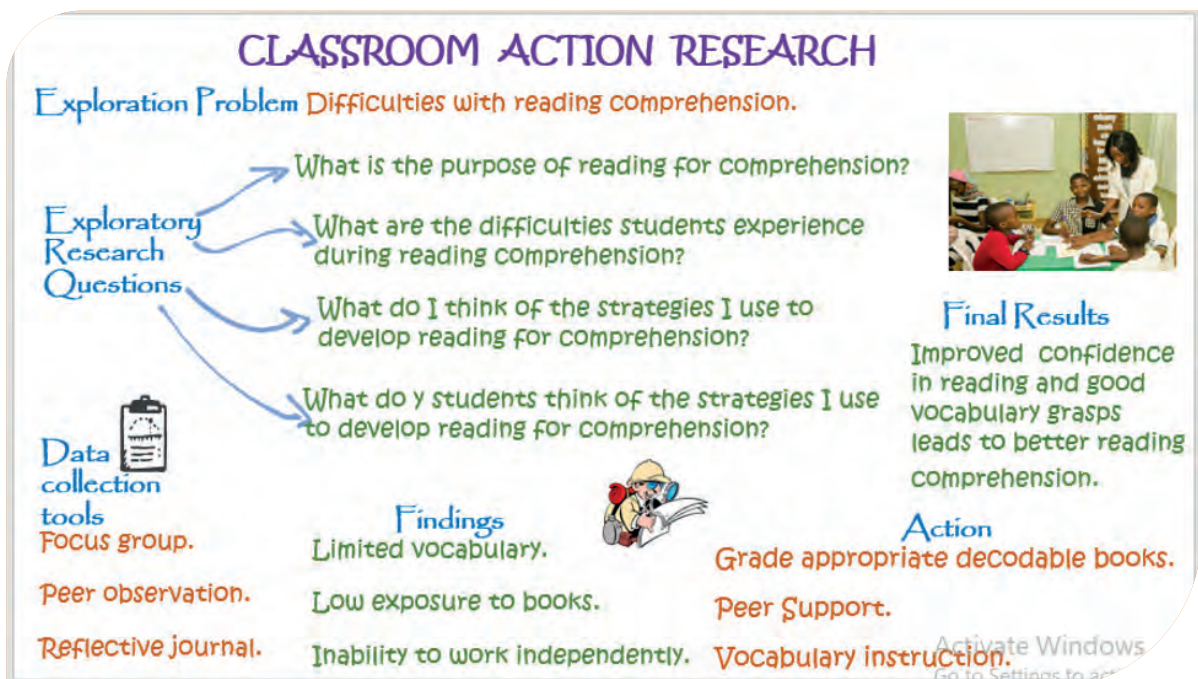 CLASSROOM ACTION RESEARCH
Exploration Problem Difficulties with reading comprehension.
Exploratory
Research
Questions
What is the purpose of reading for comprehension?
What are the difficulties students experience
during reading comprehension?
What do I think of the strategies I use to
develop reading for comprehension?
What do y students think of the strategies I use
to develop reading for comprehension?
Final Results
Improved confidence
in reading and good
vocabulary grasps
leads to better reading
comprehension.
Data
collection
tools
Focus group.
Peer observation.
Reflective journal.
Findings
Limited vocabulary.
Low exposure to books.
Inability to work independently.
Action
Grade appropriate decodable books.
Peer Support.
Vocabulary instruction.
Activate Windows
Go to Settings to